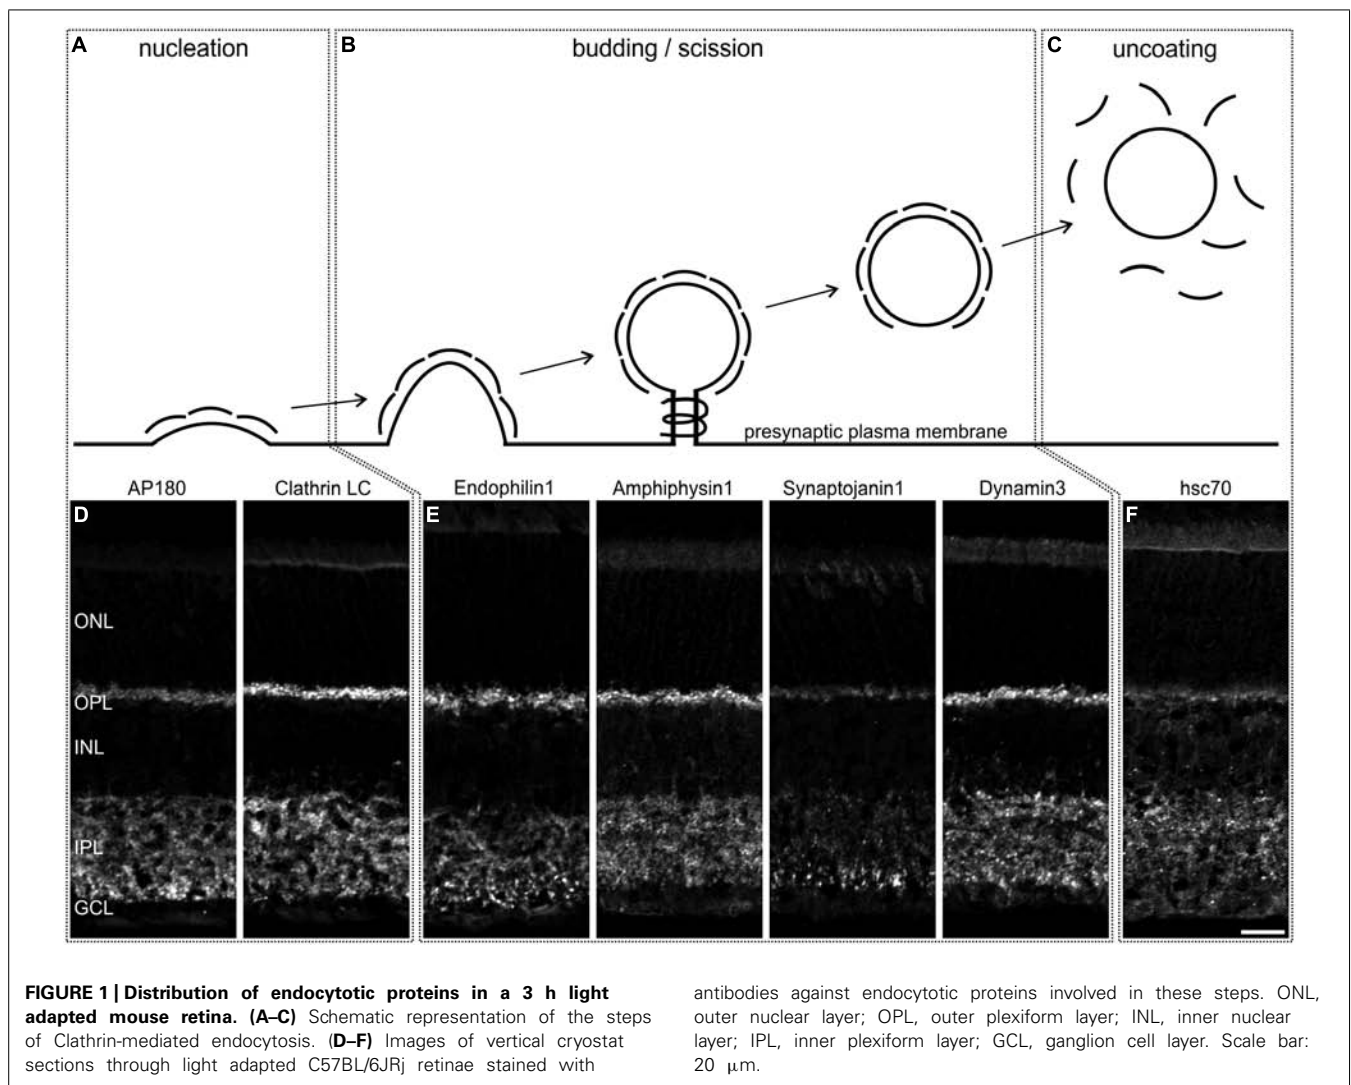 A
nucleation
B
budding / scission
C
uncoating
presynaptic plasma membrane
AP180
Clathrin LC
Endophilin1
Amphiphysin1
Synaptojanin1
Dynamin3
hsc70
D
E
F
ONL
OPL
INL
IPL
GCL
FIGURE 1 | Distribution of endocytotic proteins in a 3 h light
adapted mouse retina. (A–C) Schematic representation of the steps
of Clathrin-mediated endocytosis. (D–F) Images of vertical cryostat
sections through light adapted C57BL/6JRj retinae stained with
antibodies against endocytotic proteins involved in these steps. ONL,
outer nuclear layer; OPL, outer plexiform layer; INL, inner nuclear
layer; IPL, inner plexiform layer; GCL, ganglion cell layer. Scale bar:
20 μm.